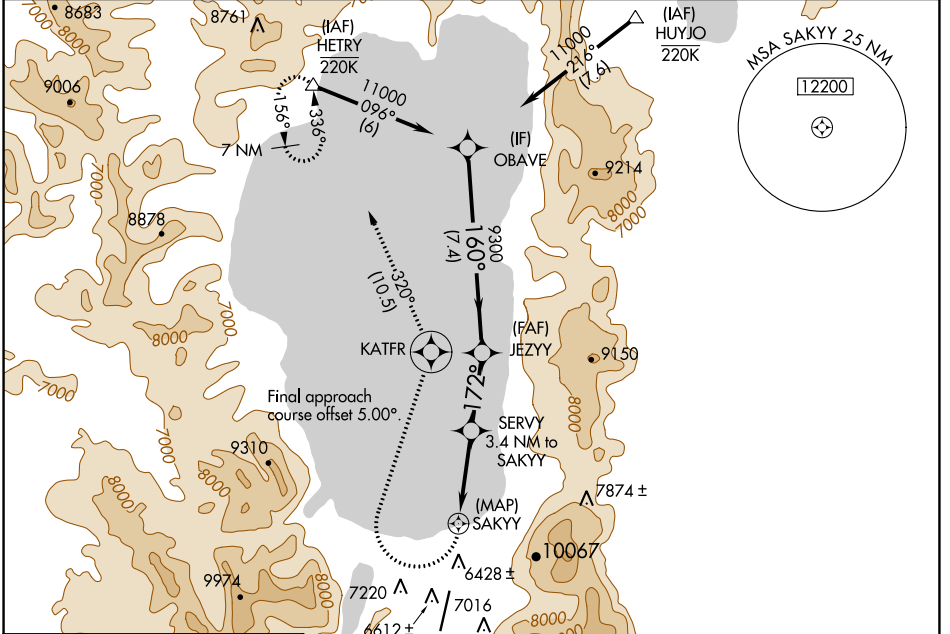 8683
7000
8000
8761
(IAF)
HETRY
220K
11000
096°
(6)
156°
336°
7 NM
9006
11000
216°
(7.6)
(IAF)
HUYJO
220K
MSA SAKYY 25 NM
12200
(IF)
OBAVE
9214
8000
7000
7000
8878
9300
160°
(7.4)
320°
(10.5)
7000
8000
KATFR
(FAF)
JEZYY
9150
7000
172°
Final approach
course offset 5.00°.
8000
SERVY
3.4 NM to
SAKYY
7000
9310
8000
8000
7874 ±
(MAP)
SAKYY
10067
6428 ±
9974
8000
7220
7016
6612 ±
8000